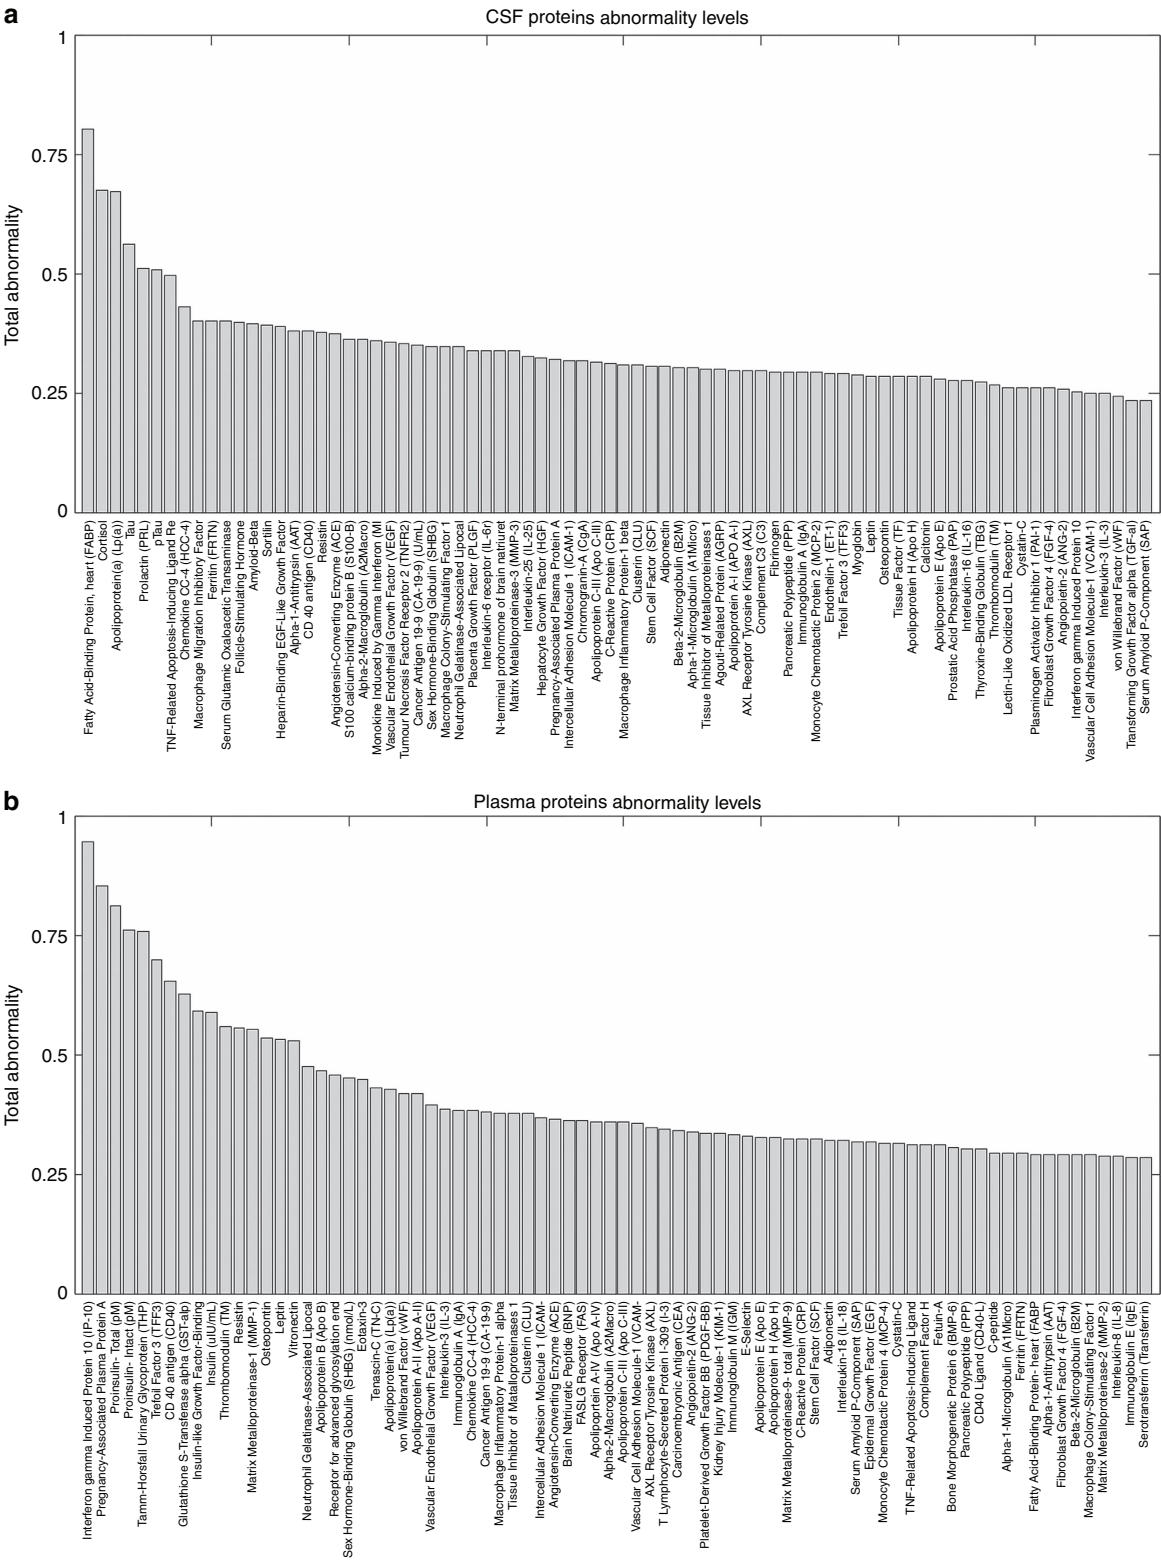 a
CSF proteins abnormality levels
1
0.75
0.5
0.25
0
Total abnormality
Fatty Acid-Binding Protein, heart (FABP)
Cortisol
Apolipoprotein(a) (Lp(a))
Tau
Prolactin (PRL)
pTau
TNF-Related Apoptosis-Inducing Ligand Re
Chemokine CC-4 (HCC-4)
Macrophage Migration Inhibitory Factor
Ferritin (FRTN)
Serum Glutamic Oxaloacetic Transaminase
Follicle-Stimulating Hormone
Amyloid-Beta
Sortilin
Heparin-Binding EGF-Like Growth Factor
Alpha-1-Antitrypsin (AAT)
CD 40 antigen (CD40)
Resistin
Angiotensin-Converting Enzyme (ACE)
S100 calcium-binding protein B (S100-B)
Alpha-2-Macroglobulin (A2Macro)
Monokine Induced by Gamma Interferon (MI
Vascular Endothelial Growth Factor (VEGF)
Tumour Necrosis Factor Receptor 2 (TNFR2)
Cancer Antigen 19-9 (CA-19-9) (U/mL)
Sex Hormone-Binding Globulin (SHBG)
Macrophage Colony-Stimulating Factor 1
Neutrophil Gelatinase-Associated Lipocal
Placenta Growth Factor (PLGF)
Interleukin-6 receptor (IL-6r)
N-terminal prohormone of brain natriuret
Matrix Metalloproteinase-3 (MMP-3)
Interleukin-25 (IL-25)
Hepatocyte Growth Factor (HGF)
Pregnancy-Associated Plasma Protein A
Intercellular Adhesion Molecule 1 (ICAM-1)
Chromogranin-A (CgA)
Apolipoprotein C-III (Apo C-III)
C-Reactive Protein (CRP)
Macrophage Inflammatory Protein-1 beta
Clusterin (CLU)
Stem Cell Factor (SCF)
Adiponectin
Beta-2-Microglobulin (B2M)
Apha-1-Microglobulin (A1Micro)
Tissue Inhibitor of Metalloproteinases 1
Agouti-Related Protein (AGRP)
Apolipoprotein A-I (APO A-I)
AXL Receptor Tyrosine Kinase (AXL)
Complement C3 (C3)
Fibrinogen
Pancreatic Polypeptide (PPP)
Immunoglobulin A (IgA)
Monocyte Chemotactic Protein 2 (MCP-2)
Endothelin-1 (ET-1)
Trefoil Factor 3 (TFF3)
Myoglobin
Leptin
Osteopontin
Tissue Factor (TF)
Apolipoprotein H (Apo H)
Calcitonin
Apolipoprotein E (Apo E)
Prostatic Acid Phosphatase (PAP)
Interleukin-16 (IL-16)
Thyroxine-Binding Globulin (TBG)
Thrombomodulin (TM)
Lectin-Like Oxidized LDL Receptor 1
Cystatin-C
Plasminogen Activator Inhibitor 1 (PAI-1)
Fibroblast Growth Factor 4 (FGF-4)
Angiopoietin-2 (ANG-2)
Interferon gamma Induced Protein 10
Vascular Cell Adhesion Molecule-1 (VCAM-1)
Interleukin-3 (IL-3)
von Willebrand Factor (vWF)
Transforming Growth Factor alpha (TGF-al)
Serum Amyloid P-Component (SAP)
b
Plasma proteins abnormality levels
1
0.75
0.5
0.25
0
Total abnormality
Interferon gamma Induced Protein 10 (IP-10)
Pregnancy-Associated Plasma Protein A
Proinsulin- Total (pM)
Proinsulin- Intact (pM)
Tamm-Horsfall Urinary Glycoprotein (THP)
Trefoil Factor 3 (TFF3)
CD 40 antigen (CD40)
Glutathione S-Transferase alpha (GST-alp)
Insulin-like Growth Factor-Binding
Insulin (uIU/mL)
Thrombomodulin (TM)
Resistin
Matrix Metalloproteinase-1 (MMP-1)
Osteopontin
Leptin
Vitronectin
Neutrophil Gelatinase-Associated Lipocal
Apolipoprotein B (Apo B)
Receptor for advanced glycosylation end
Sex Hormone-Binding Globulin (SHBG) (nmol/L)
Eotaxin-3
Tenascin-C (TN-C)
Apolipoprotein(a) (Lp(a))
von Willebrand Factor (vWF)
Apolipoprotein A-II (Apo A-II)
Vascular Endothelial Growth Factor (VEGF)
Interleukin-3 (IL-3)
Immunoglobulin A (IgA)
Chemokine CC-4 (HCC-4)
Cancer Antigen 19-9 (CA-19-9)
Macrophage Inflammatory Protein-1 alpha
Tissue Inhibitor of Matalloproteinases 1
Clusterin (CLU)
Intercellular Adhesion Molecule 1 (ICAM-
Angiotensin-Converting Enzyme (ACE)
Brain Natriuretic Peptide (BNP)
FASLG Receptor (FAS)
Apolioprtein A-IV (Apo A-IV)
Alpha-2-Macroglobulin (A2Macro)
Apolipoprotein C-III (Apo C-III)
Vascular Cell Adhesion Molecule-1 (VCAM-
AXL Receptor Tyrosine Kinase (AXL)
T Lymphocyte-Secreted Protein I-309 (I-3)
Carcinoembryonic Antigen (CEA)
Angiopoietin-2 (ANG-2)
Platelet-Derived Growth Factor BB (PDGF-BB)
Kidney Injury Molecule-1 (KIM-1)
Immunoglobulin M (IGM)
E-Selectin
Apolipoprotein E (Apo E)
Apolipoprotein H (Apo H)
Matrix Metalloproteinase-9- total (MMP-9)
C-Reactive Protein (CRP)
Stem Cell Factor (SCF)
Adiponectin
Interleukin-18 (IL-18)
Serum Amyloid P-Component (SAP)
Epidermal Growth Factor (EGF)
Monocyte Chemotactic Protein 4 (MCP-4)
Cystatin-C
TNF-Related Apoptosis-Inducing Ligand
Complement Factor H
Fetuin-A
Bone Morphogenetic Protein 6 (BMP-6)
Pancreatic Polypeptide (PPP)
CD40 Ligand (CD40-L)
C-peptide
Alpha-1-Microglobulin (A1Micro)
Ferritin (FRTN)
Fatty Acid-Binding Protein- heart (FABP
Alpha-1-Antitrypsin (AAT)
Fibroblast Growth Factor 4 (FGF-4)
Beta-2-Microglobulin (B2M)
Macrophage Colony-Stimulating Factor 1
Matrix Metalloproteinase-2 (MMP-2)
Interleukin-8 (IL-8)
Immunoglobulin E (IgE)
Serotransferrin (Transferrin)